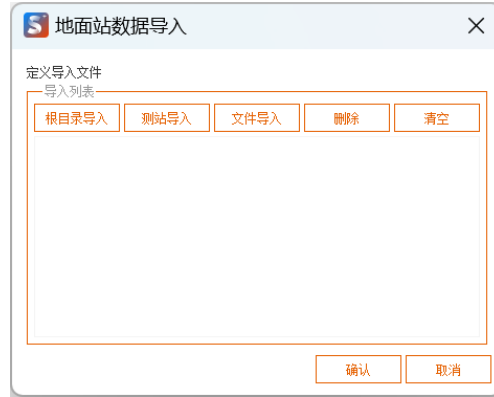 地面站数据导入
定义导入文件
导入列表
根目录导入 测站导入 文件导入 删除 清空
确认 取消